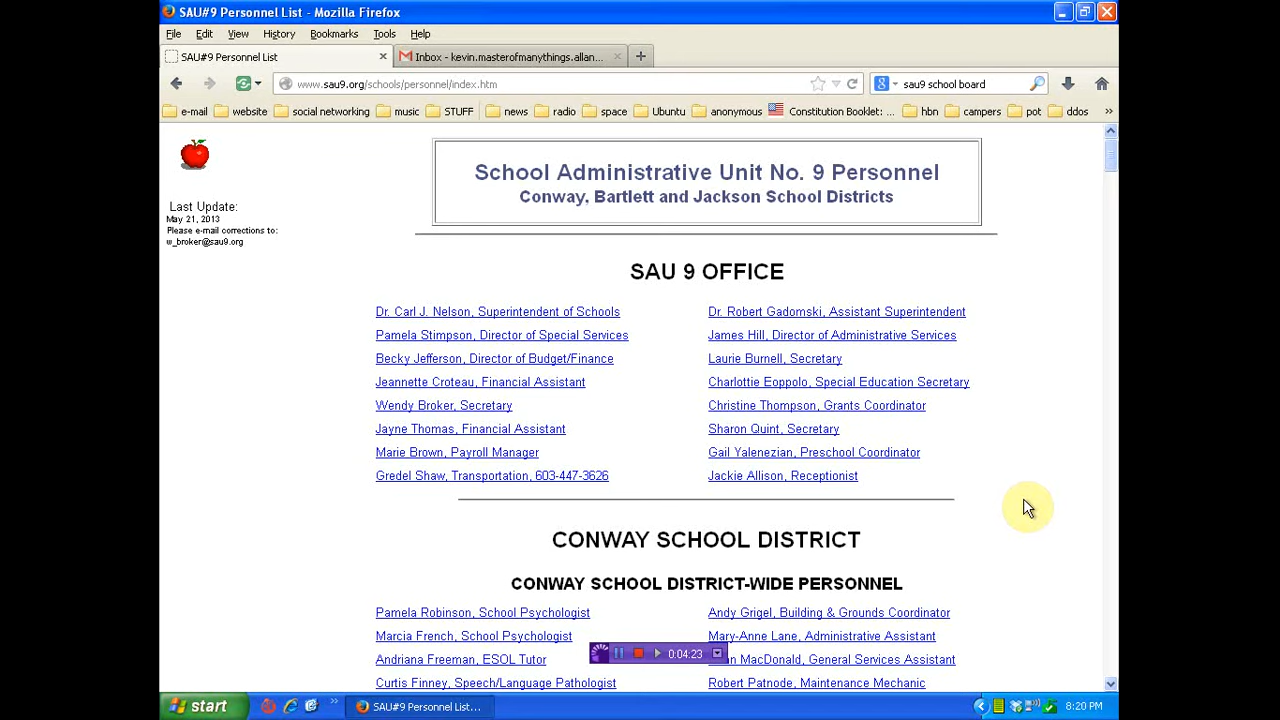 SAU#9 Personnel List - Mozilla Firefox
File Edit View History Bookmarks Tools Help
SAU#9 Personnel List
Inbox - kevin.masterofmanythings.allan...
www.sau9.org/schools/personnel/index.htm
sau9 school board
e-mail website social networking music STUFF news radio space Ubuntu anonymous Constitution Booklet: ... hbn campers pot ddos »
School Administrative Unit No. 9 Personnel
Conway, Bartlett and Jackson School Districts
Last Update:
May 21, 2013
Please e-mail corrections to:
w_broker@sau9.org
SAU 9 OFFICE
Dr. Carl J. Nelson, Superintendent of Schools
Dr. Robert Gadomski, Assistant Superintendent
Pamela Stimpson, Director of Special Services
James Hill, Director of Administrative Services
Becky Jefferson, Director of Budget/Finance
Laurie Burnell, Secretary
Jeannette Croteau, Financial Assistant
Charlottie Eoppolo, Special Education Secretary
Wendy Broker, Secretary
Christine Thompson, Grants Coordinator
Jayne Thomas, Financial Assistant
Sharon Quint, Secretary
Marie Brown, Payroll Manager
Gail Yalenezian, Preschool Coordinator
Gredel Shaw, Transportation, 603-447-3626
Jackie Allison, Receptionist
CONWAY SCHOOL DISTRICT
CONWAY SCHOOL DISTRICT-WIDE PERSONNEL
Pamela Robinson, School Psychologist
Andy Grigel, Building & Grounds Coordinator
Marcia French, School Psychologist
Mary-Anne Lane, Administrative Assistant
Andriana Freeman, ESOL Tutor
MacDonald, General Services Assistant
Curtis Finney, Speech/Language Pathologist
Robert Patnode, Maintenance Mechanic
0:04:23
start
SAU#9 Personnel List...
8:20 PM